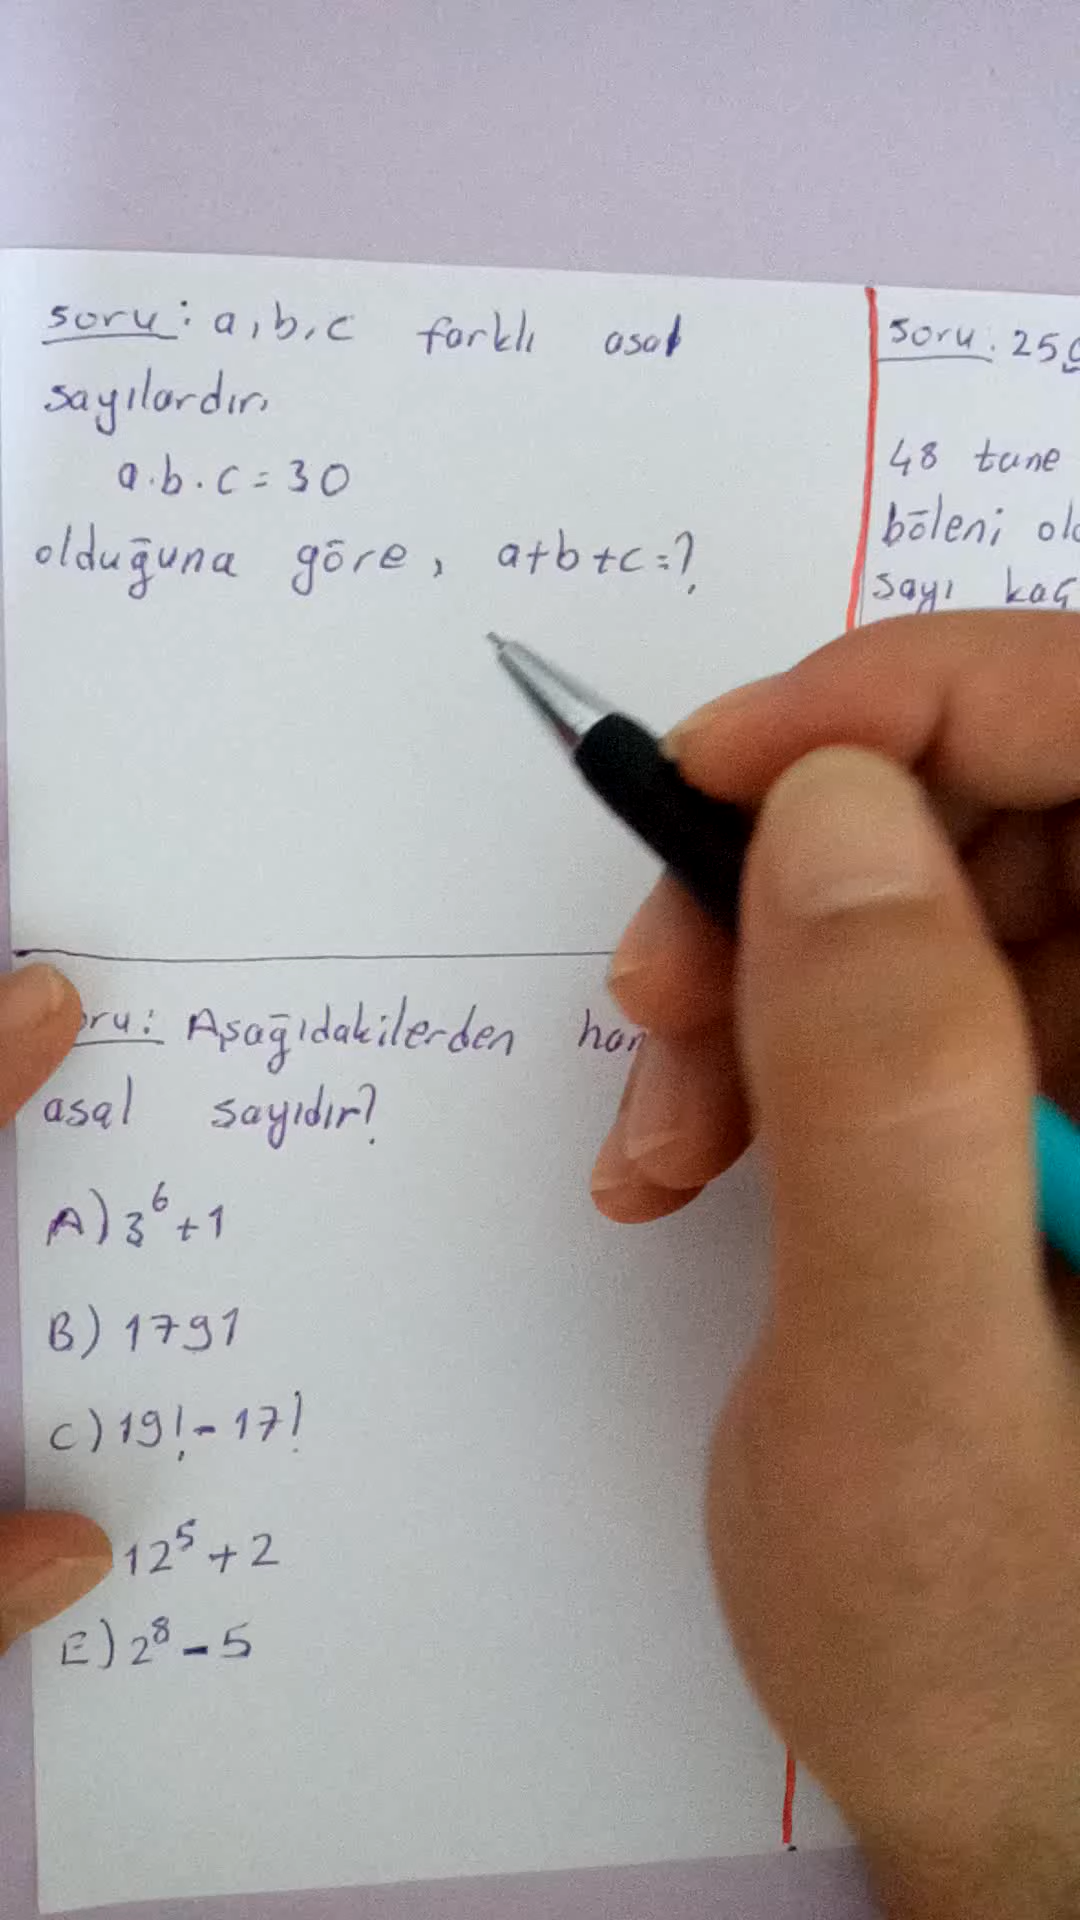 soru: a, b, c farklı asal
sayılardır.
a.b.c=30
olduğuna göre, a+b+c=?
Aşağıdakilerden
asal sayıdır?
A) 3⁶+1
B) 1791
C) 19!-17!
12⁵+2
E) 2⁸-5
soru: 25
48 tane
böleni
sayı kaç